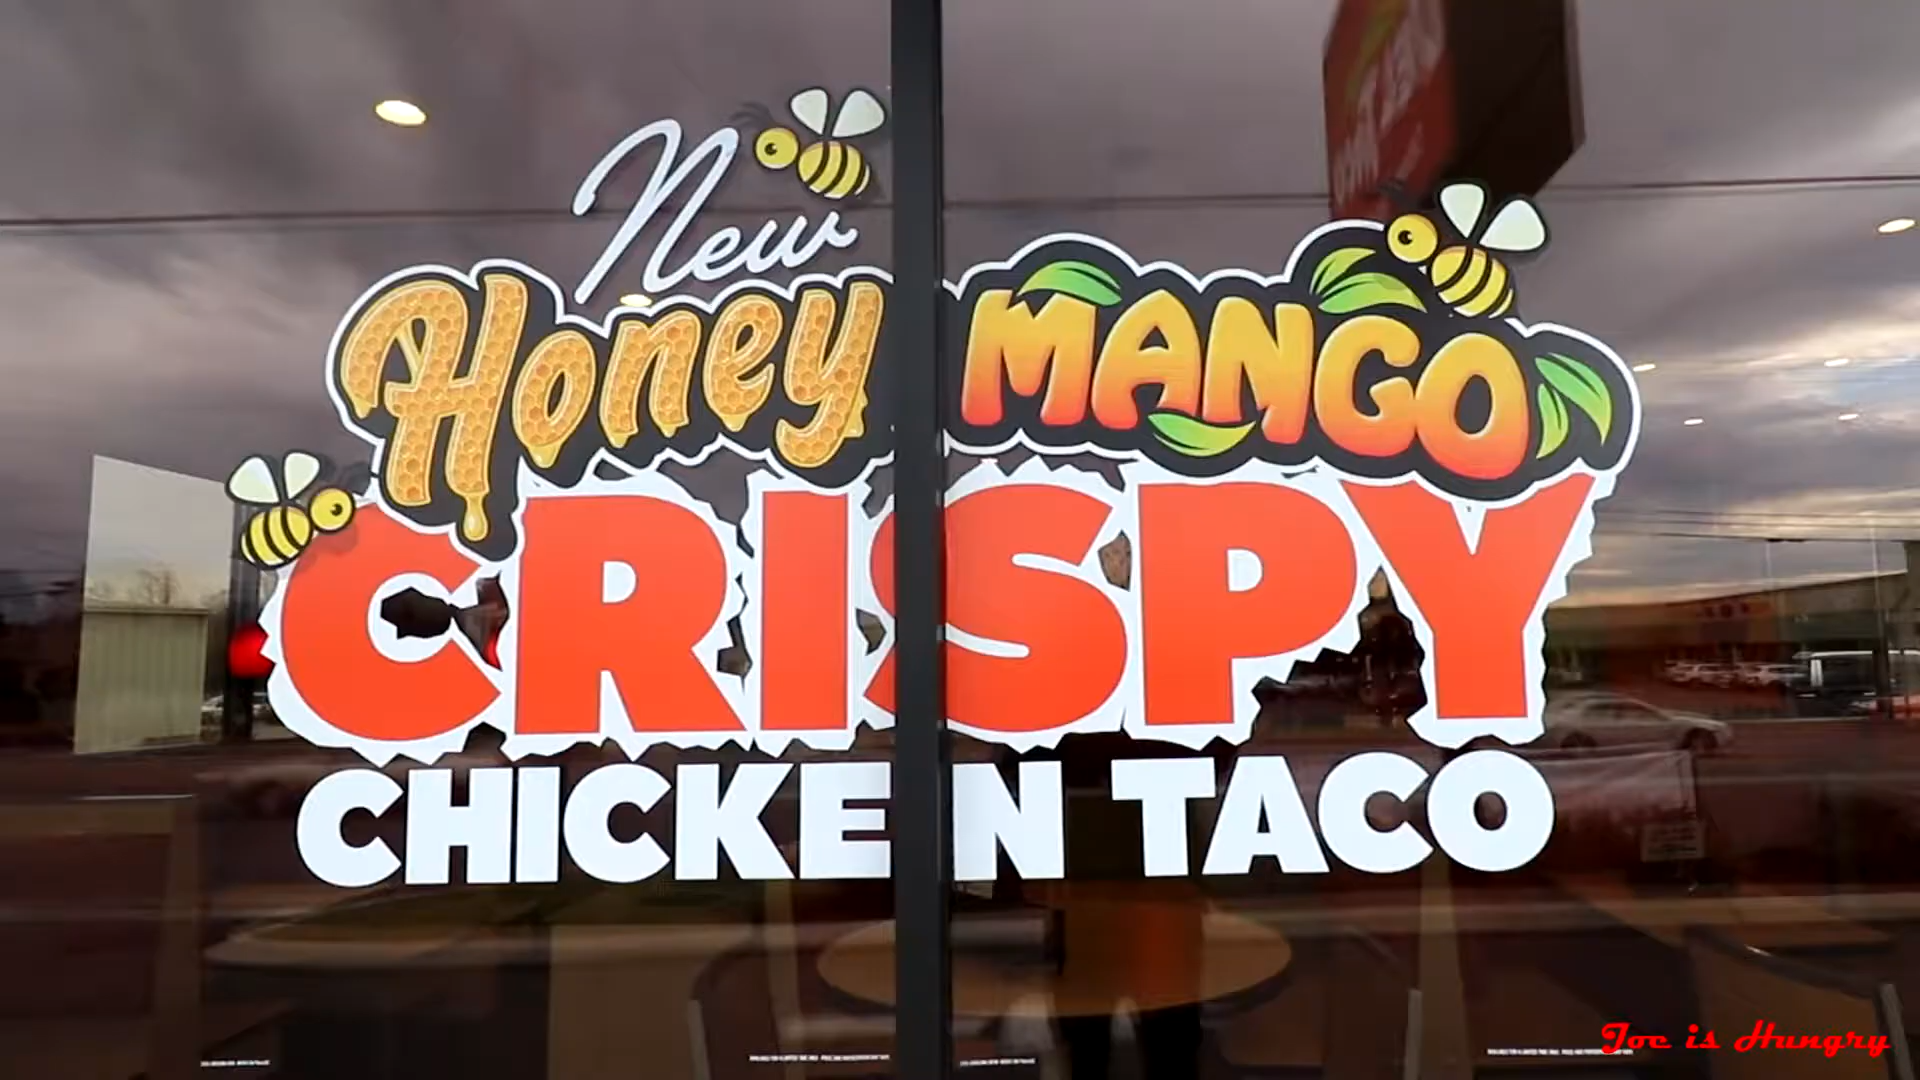 New
Honey MANGO
CRISPY
CHICKEN TACO
Joe is Hungry